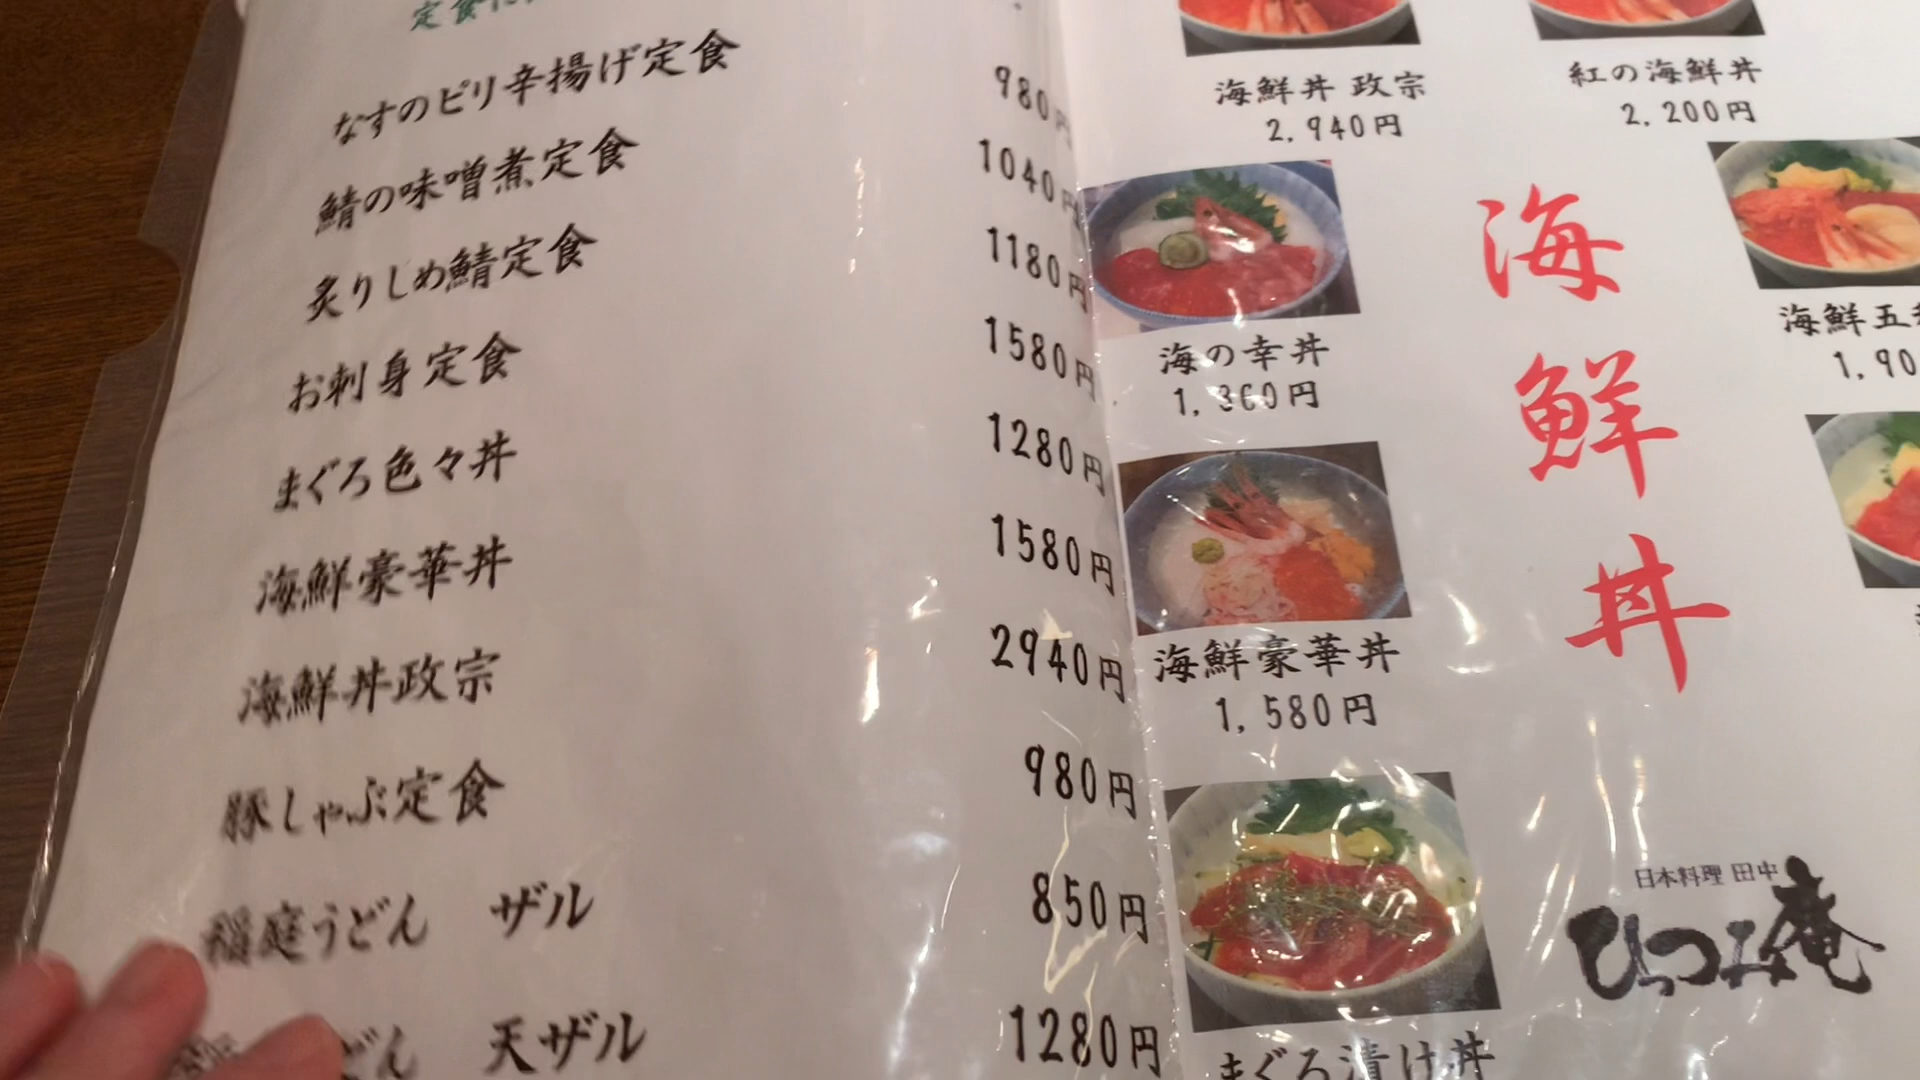 なすのピリ辛揚げ定食 980円
鯖の味噌煮定食 1040円
炙りしめ鯖定食 1180円
お刺身定食 1580円
まぐろ色々丼 1280円
海鮮豪華丼 1580円
海鮮丼政宗 2940円
豚しゃぶ定食 980円
稲庭うどん ザル 850円
どん 天ザル 1280円
海鮮丼 政宗
2,940円
紅の海鮮丼
2,200円
海の幸丼
円
海鮮豪華丼
1,580円
まぐろ漬け丼
海鮮丼
海鮮五
1,90
日本料理 田中
ひつみ庵